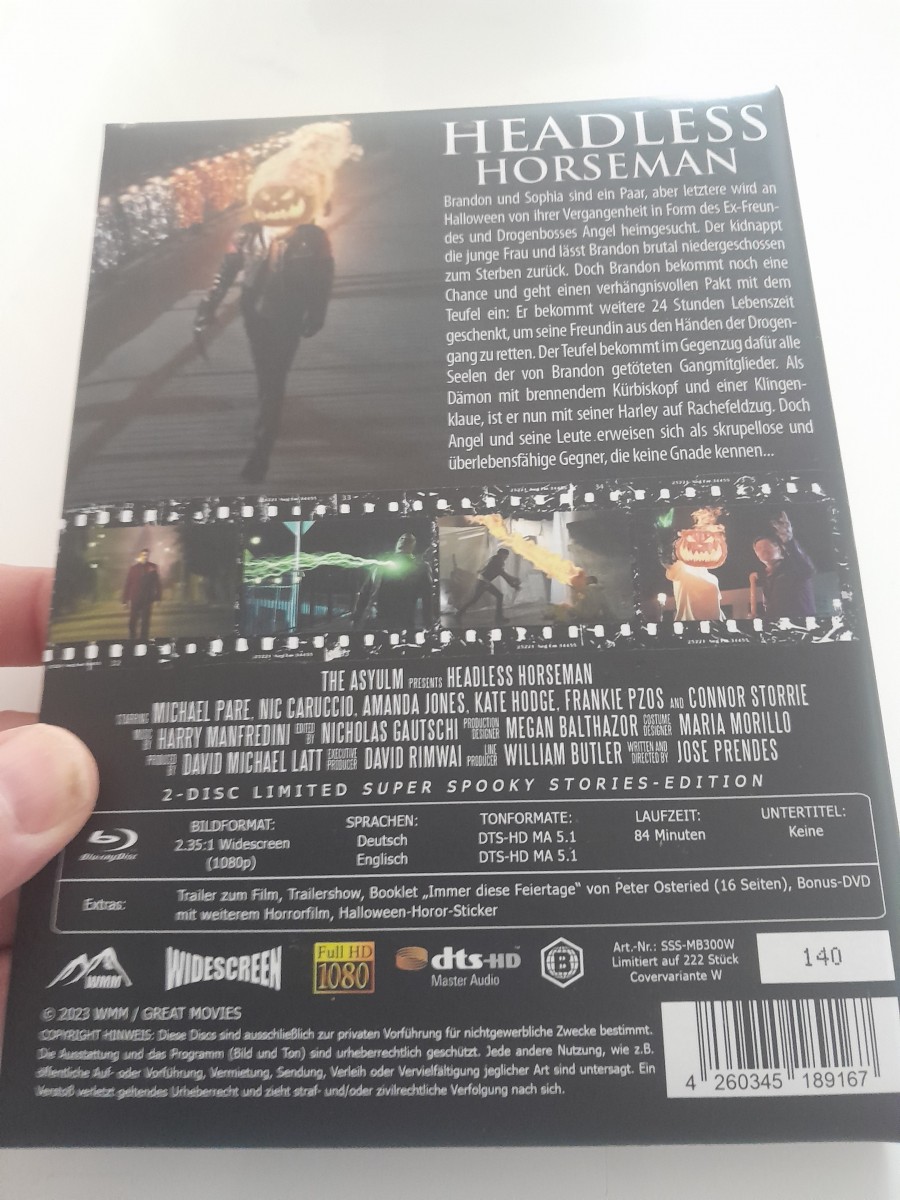 HEADLESS
HORSEMAN
Brandon und Sophia sind ein Paar, aber letztere wird an
Halloween von ihrer Vergangenheit in Form des Ex-Freun-
des und Drogenbosses Angel heimgesucht. Der kidnappt
die junge Frau und lässt Brandon brutal niedergeschossen
zum Sterben zurück. Doch Brandon bekommt noch eine
Chance und geht einen verhängnisvollen Pakt mit dem
Teufel ein: Er bekommt weitere 24 Stunden Lebenszeit
geschenkt, um seine Freundin aus den Händen der Drogen-
gang zu retten. Der Teufel bekommt im Gegenzug dafür alle
Seelen der von Brandon getöteten Gangmitglieder. Als
Dämon mit brennendem Kürbiskopf und einer Klingen-
klaue, ist er nun mit seiner Harley auf Rachefeldzug. Doch
Angel und seine Leute erweisen sich als skrupellose und
überlebensfähige Gegner, die keine Gnade kennen...
THE ASYULM PRESENTS HEADLESS HORSEMAN
STARRING MICHAEL PARE, NIC CARUCCIO, AMANDA JONES, KATE HODGE, FRANKIE PZOS AND CONNOR STORRIE
MUSIC BY HARRY MANFREDINI EDITED BY NICHOLAS GAUTSCHI PRODUCTION DESIGNER MEGAN BALTHAZOR COSTUME DESIGNER MARIA MORILLO
PRODUCED BY DAVID MICHAEL LATT EXECUTIVE PRODUCER DAVID RIMWAI LINE PRODUCER WILLIAM BUTLER WRITTEN AND DIRECTED BY JOSE PRENDES
2-DISC LIMITED SUPER SPOOKY STORIES-EDITION
Blu-ray Disc
BILDFORMAT:
2.35:1 Widescreen
(1080p)
SPRACHEN:
Deutsch
Englisch
TONFORMATE:
DTS-HD MA 5.1
DTS-HD MA 5.1
LAUFZEIT:
84 Minuten
UNTERTITEL:
Keine
Extras:
Trailer zum Film, Trailershow, Booklet „Immer diese Feiertage“ von Peter Osteried (16 Seiten), Bonus-DVD
mit weiterem Horrorfilm, Halloween-Horor-Sticker
WMM
WIDESCREEN
Full HD
1080
dts-HD
Master Audio
B
Art.-Nr.: SSS-MB300W
Limitiert auf 222 Stück
Covervariante W
140
© 2023 WMM / GREAT MOVIES
COPYRIGHT HINWEIS: Diese Discs sind ausschließlich zur privaten Vorführung für nichtgewerbliche Zwecke bestimmt.
Die Ausstattung und das Programm (Bild und Ton) sind urheberrechtlich geschützt. Jede andere Nutzung, wie z.B.
öffentliche Auf- oder Vorführung, Vermietung, Sendung, Verleih oder Vervielfältigung jeglicher Art sind untersagt. Ein
Verstoß verletzt geltendes Urheberrecht und zieht straf- und/oder zivilrechtliche Verfolgung nach sich.
4 260345 189167